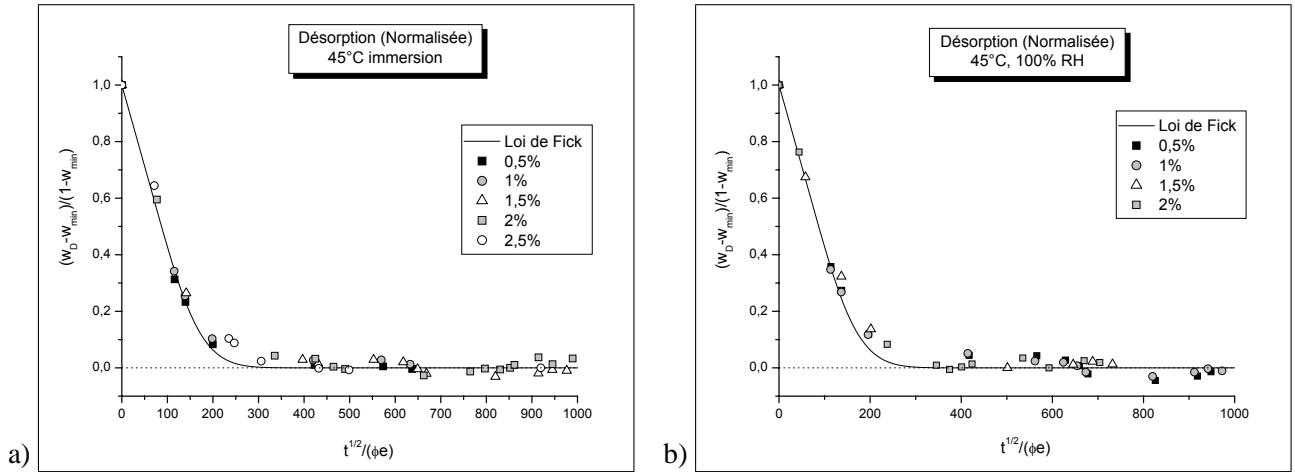 Désorption (Normalisée)
45°C immersion
1,0
0,8
0,6
0,4
0,2
0,0
(w_D-w_min)/(1-w_min)
Loi de Fick
0,5%
1%
1,5%
2%
2,5%
0 100 200 300 400 500 600 700 800 900 1000
t^1/2/(ϕe)
a)
Désorption (Normalisée)
45°C, 100% RH
1,0
0,8
0,6
0,4
0,2
0,0
(w_D-w_min)/(1-w_min)
Loi de Fick
0,5%
1%
1,5%
2%
0 200 400 600 800 1000
t^1/2/(ϕe)
b)